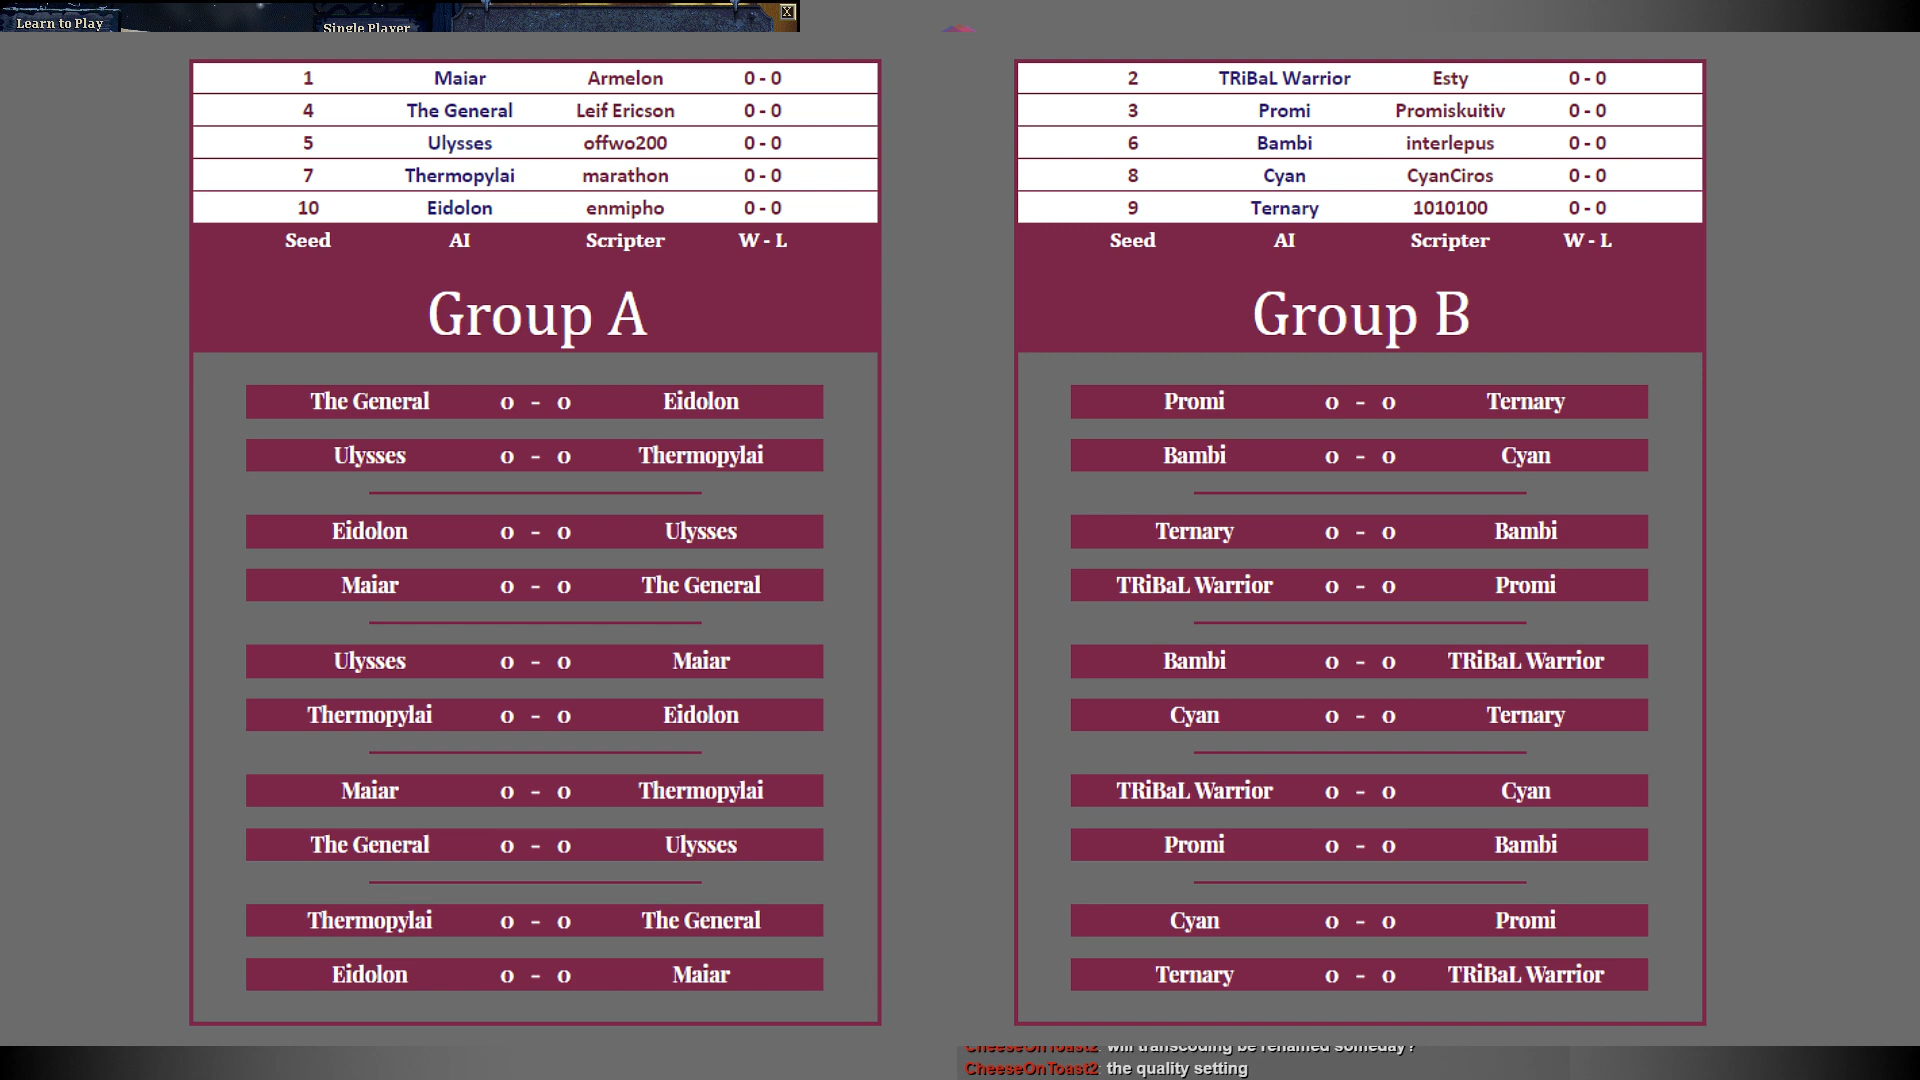 Learn to Play
Single Player
X
1 Maiar Armelon 0 - 0
4 The General Leif Ericson 0 - 0
5 Ulysses offwo200 0 - 0
7 Thermopylai marathon 0 - 0
10 Eidolon enmipho 0 - 0
Seed AI Scripter W - L
Group A
The General 0 - 0 Eidolon
Ulysses 0 - 0 Thermopylai
Eidolon 0 - 0 Ulysses
Maiar 0 - 0 The General
Ulysses 0 - 0 Maiar
Thermopylai 0 - 0 Eidolon
Maiar 0 - 0 Thermopylai
The General 0 - 0 Ulysses
Thermopylai 0 - 0 The General
Eidolon 0 - 0 Maiar
2 TRiBaL Warrior Esty 0 - 0
3 Promi Promiskuitiv 0 - 0
6 Bambi interlepus 0 - 0
8 Cyan CyanCiros 0 - 0
9 Ternary 1010100 0 - 0
Seed AI Scripter W - L
Group B
Promi 0 - 0 Ternary
Bambi 0 - 0 Cyan
Ternary 0 - 0 Bambi
TRiBaL Warrior 0 - 0 Promi
Bambi 0 - 0 TRiBaL Warrior
Cyan 0 - 0 Ternary
TRiBaL Warrior 0 - 0 Cyan
Promi 0 - 0 Bambi
Cyan 0 - 0 Promi
Ternary 0 - 0 TRiBaL Warrior
CheeseOnToast2 will transcoding be renamed someday?
CheeseOnToast2: the quality setting